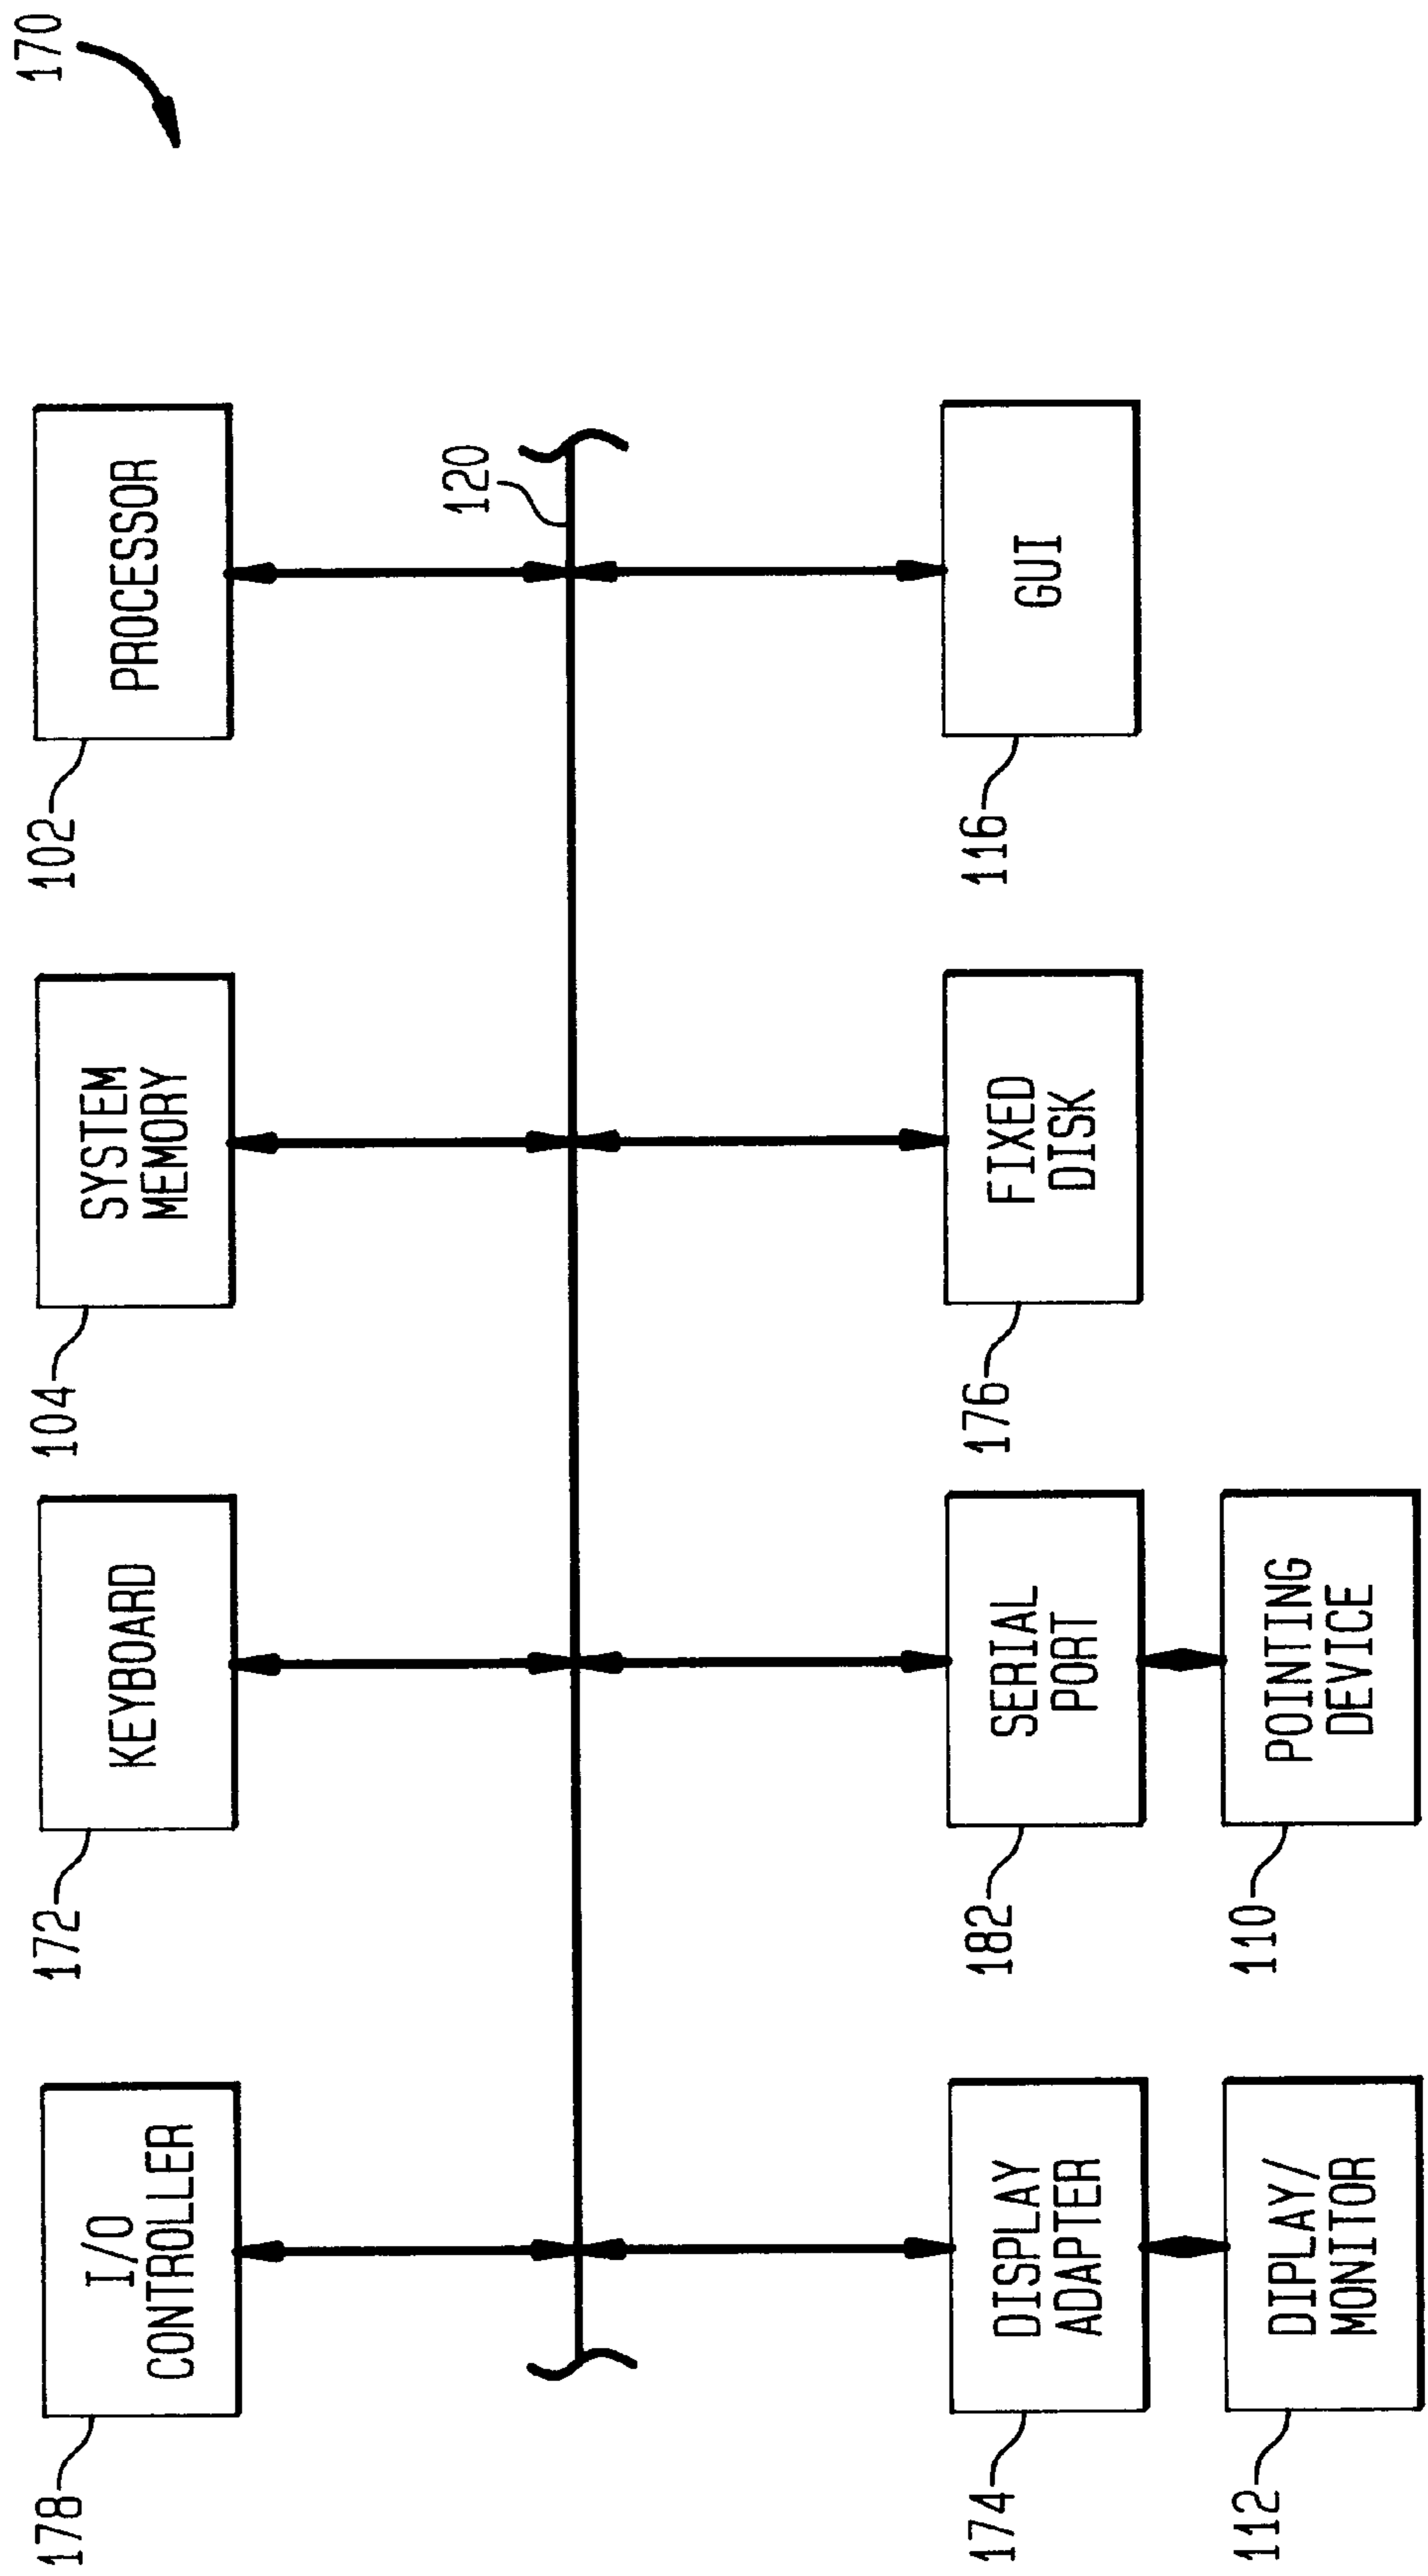 170
178
I/O
CONTROLLER
172
KEYBOARD
104
SYSTEM
MEMORY
102
PROCESSOR
120
174
DISPLAY
ADAPTER
182
SERIAL
PORT
176
FIXED
DISK
116
GUI
112
DIPLAY/
MONITOR
110
POINTING
DEVICE